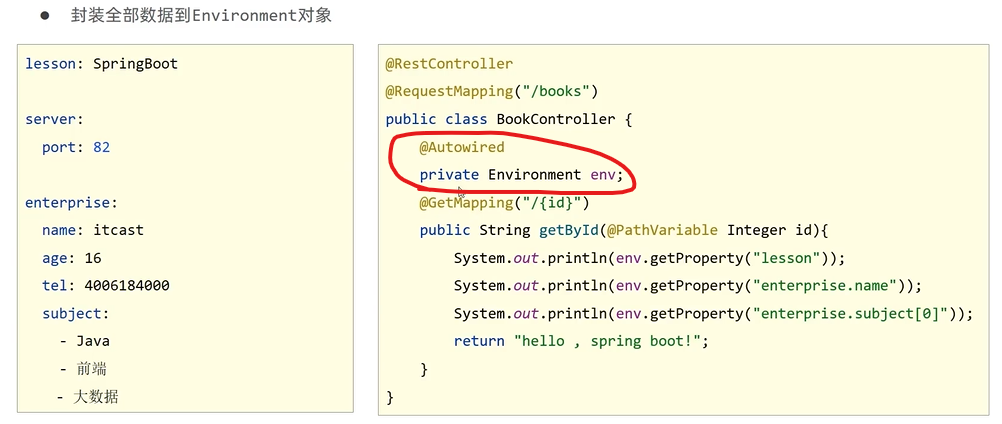 ● 封装全部数据到Environment对象
lesson: SpringBoot
server:
port: 82
enterprise:
name: itcast
age: 16
tel: 4006184000
subject:
- Java
- 前端
- 大数据
@RestController
@RequestMapping("/books")
public class BookController {
@Autowired
private Environment env;
@GetMapping("/{id}")
public String getById(@PathVariable Integer id){
System.out.println(env.getProperty("lesson"));
System.out.println(env.getProperty("enterprise.name"));
System.out.println(env.getProperty("enterprise.subject[0]"));
return "hello , spring boot!";
}
}